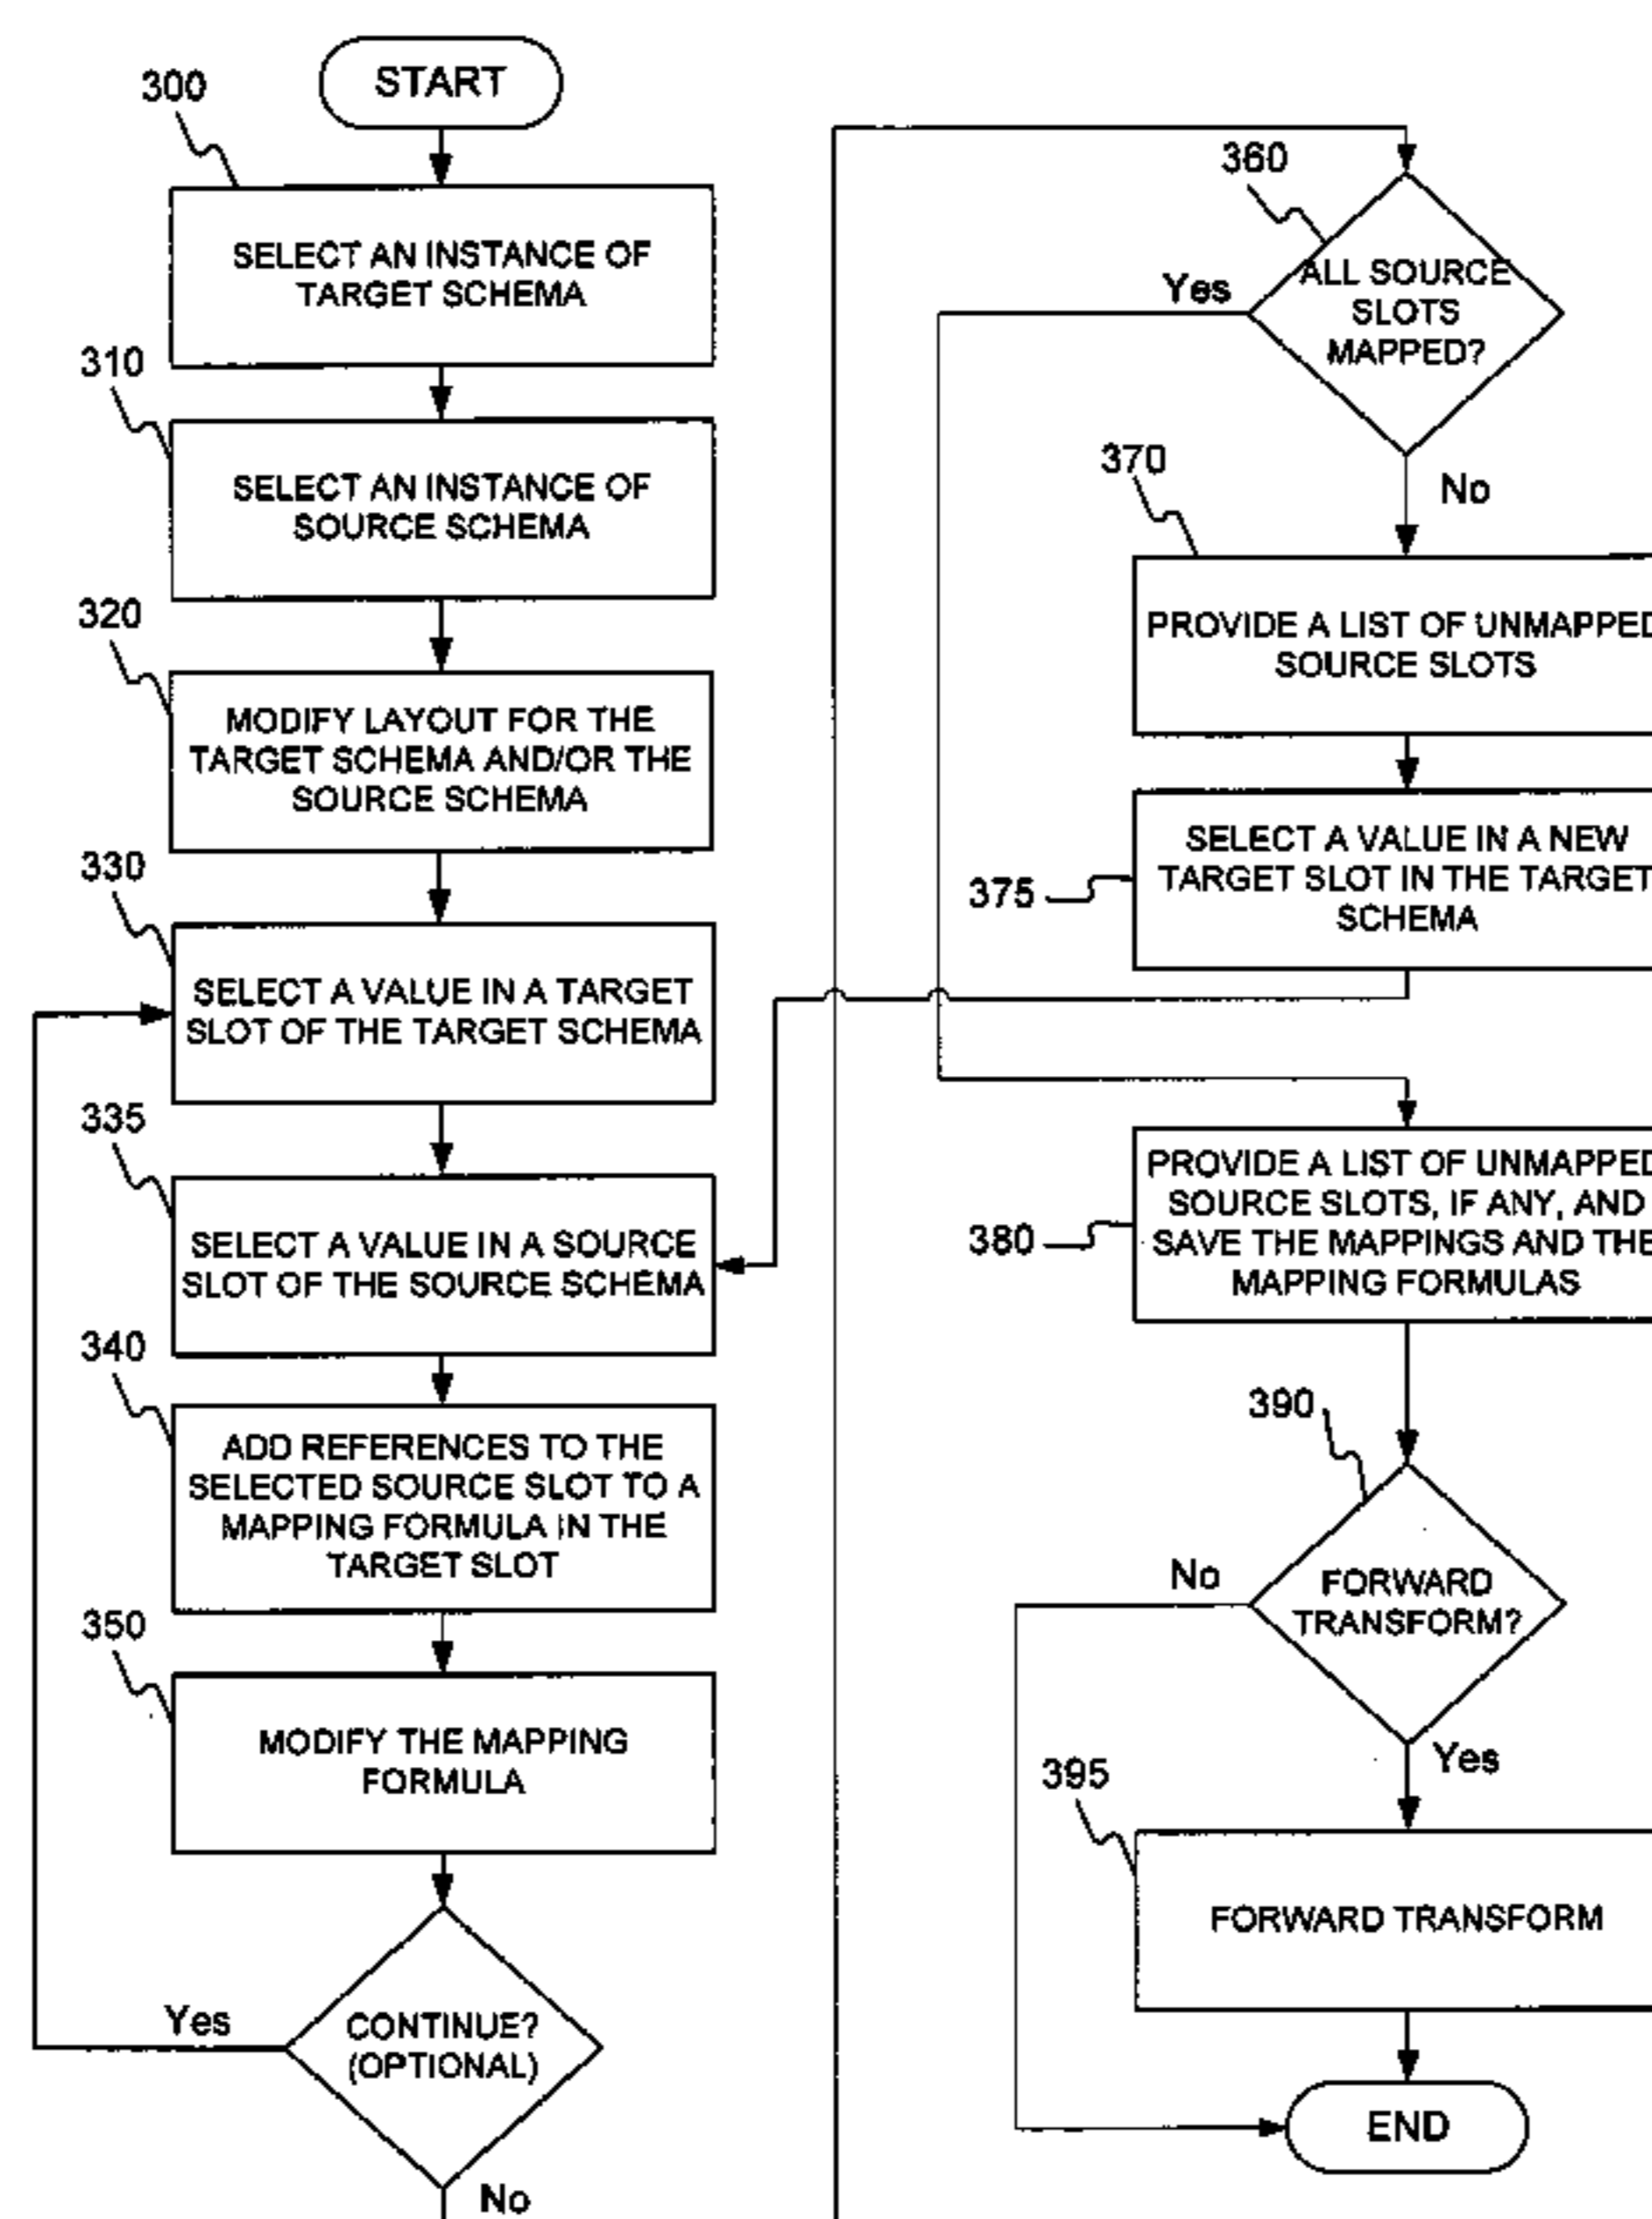 START
300
SELECT AN INSTANCE OF
TARGET SCHEMA
310
SELECT AN INSTANCE OF
SOURCE SCHEMA
320
MODIFY LAYOUT FOR THE
TARGET SCHEMA AND/OR THE
SOURCE SCHEMA
330
SELECT A VALUE IN A TARGET
SLOT OF THE TARGET SCHEMA
335
SELECT A VALUE IN A SOURCE
SLOT OF THE SOURCE SCHEMA
340
ADD REFERENCES TO THE
SELECTED SOURCE SLOT TO A
MAPPING FORMULA IN THE
TARGET SLOT
350
MODIFY THE MAPPING
FORMULA
Yes
CONTINUE?
(OPTIONAL)
No
360
Yes
ALL SOURCE
SLOTS
MAPPED?
No
370
PROVIDE A LIST OF UNMAPPED
SOURCE SLOTS
375
SELECT A VALUE IN A NEW
TARGET SLOT IN THE TARGET
SCHEMA
380
PROVIDE A LIST OF UNMAPPED
SOURCE SLOTS, IF ANY, AND
SAVE THE MAPPINGS AND THE
MAPPING FORMULAS
390
No
FORWARD
TRANSFORM?
Yes
395
FORWARD TRANSFORM
END